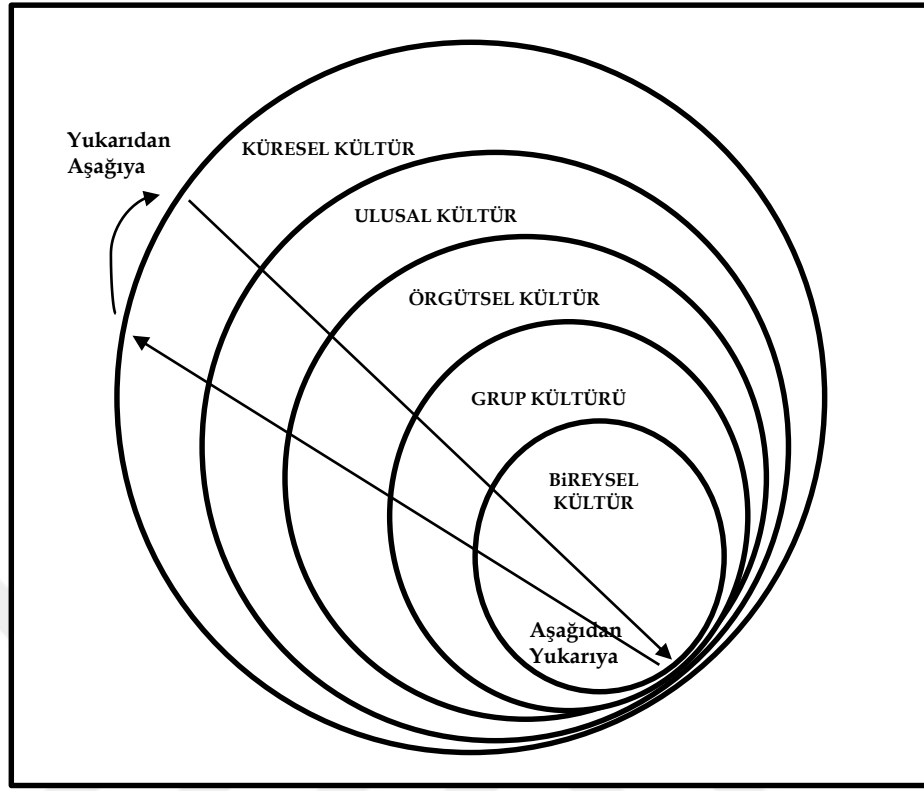 Yukarıdan
Aşağıya
KÜRESEL KÜLTÜR
ULUSAL KÜLTÜR
ÖRGÜTSEL KÜLTÜR
GRUP KÜLTÜRÜ
BiREYSEL
KÜLTÜR
Aşağıdan
Yukarıya